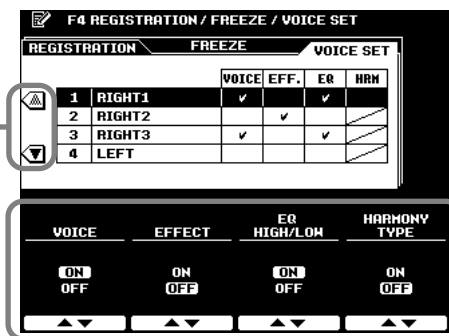 F4 REGISTRATION / FREEZE / VOICE SET
REGISTRATION FREEZE VOICE SET
VOICE EFF. EQ HRM
1 RIGHT1 ✓ ✓
2 RIGHT2 ✓
3 RIGHT3 ✓ ✓
4 LEFT
VOICE EFFECT EQ HIGH/LOW HARMONY TYPE
ON ON ON ON
OFF OFF OFF OFF